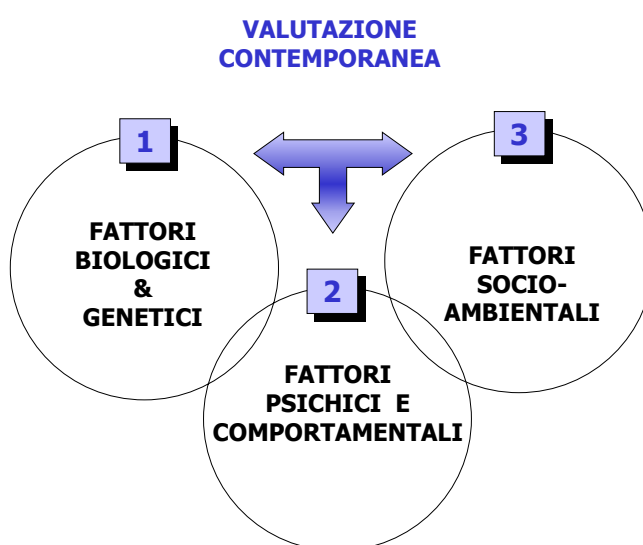 VALUTAZIONE
CONTEMPORANEA
1
FATTORI
BIOLOGICI
&
GENETICI
2
FATTORI
PSICHICI E
COMPORTAMENTALI
3
FATTORI
SOCIO-
AMBIENTALI